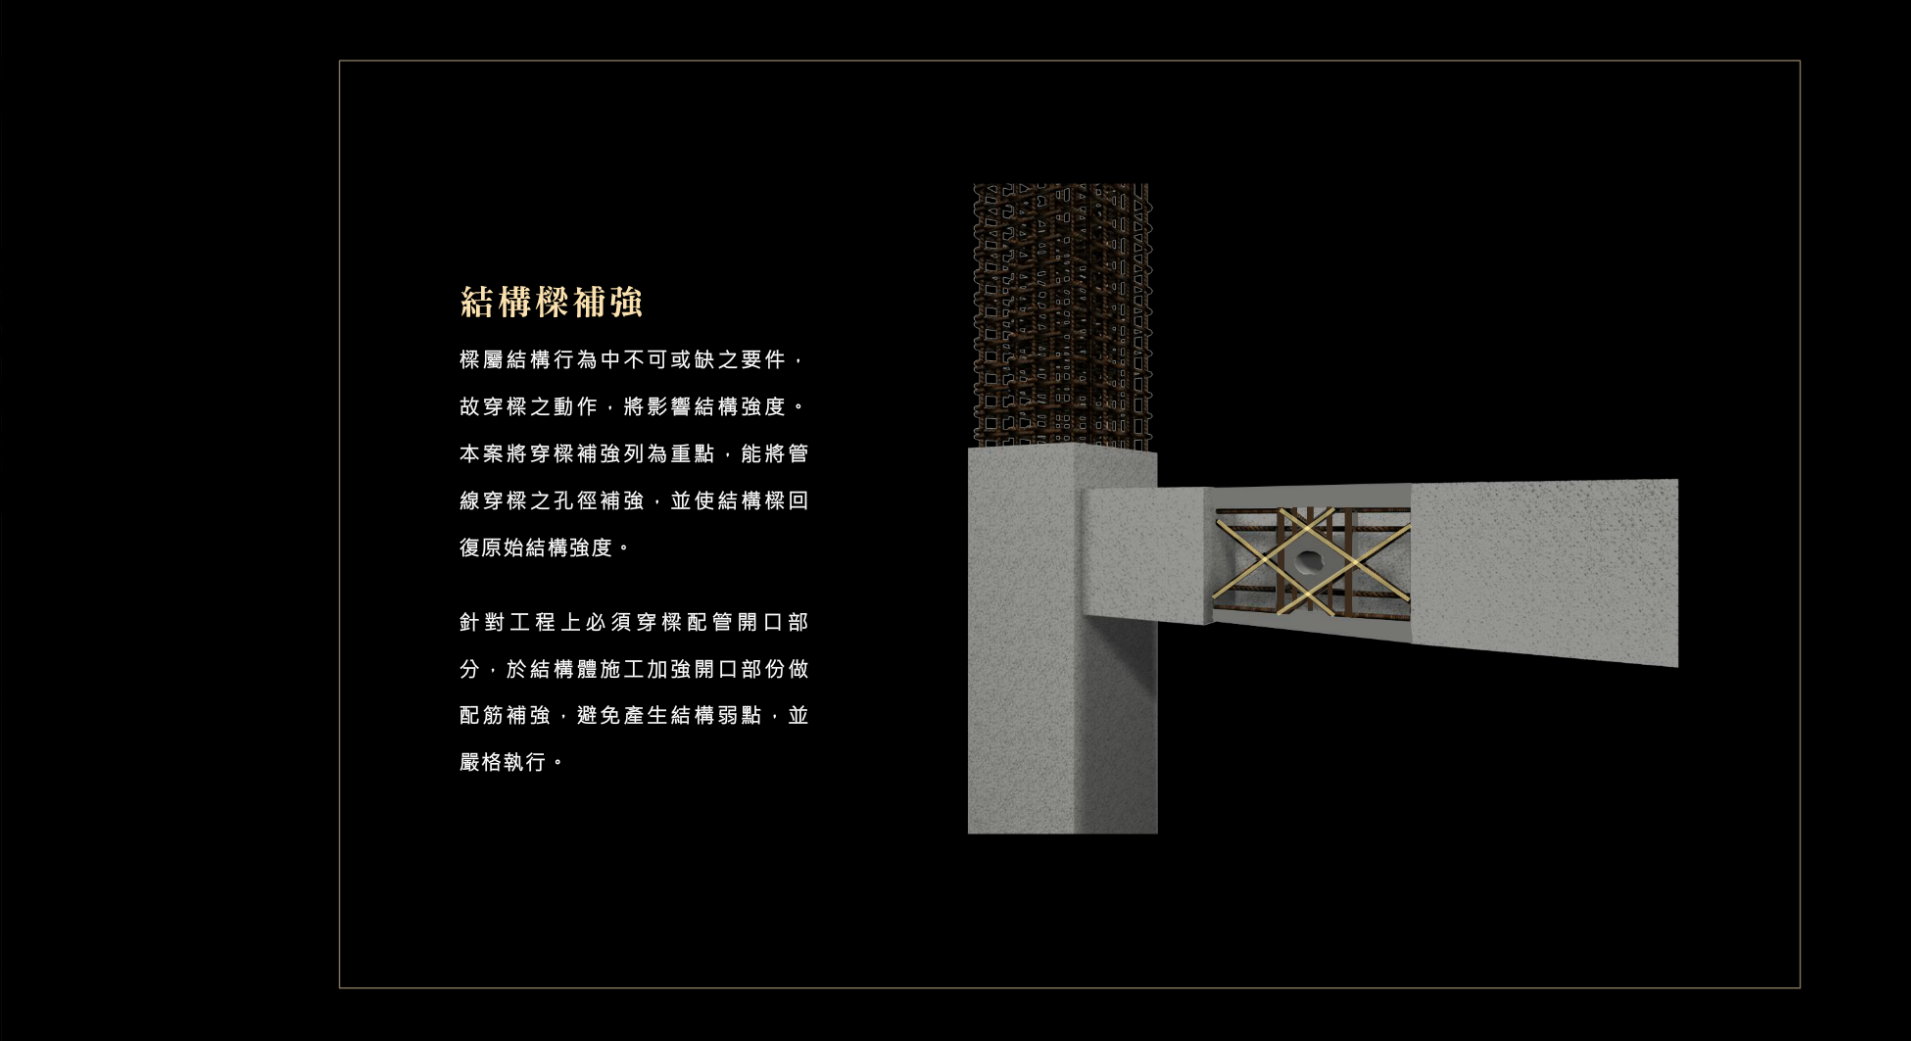 結構樑補強
樑屬結構行為中不可或缺之要件，
故穿樑之動作，將影響結構強度。
本案將穿樑補強列為重點，能將管
線穿樑之孔徑補強，並使結構樑回
復原始結構強度。
針對工程上必須穿樑配管開口部
分，於結構體施工加強開口部份做
配筋補強，避免產生結構弱點，並
嚴格執行。